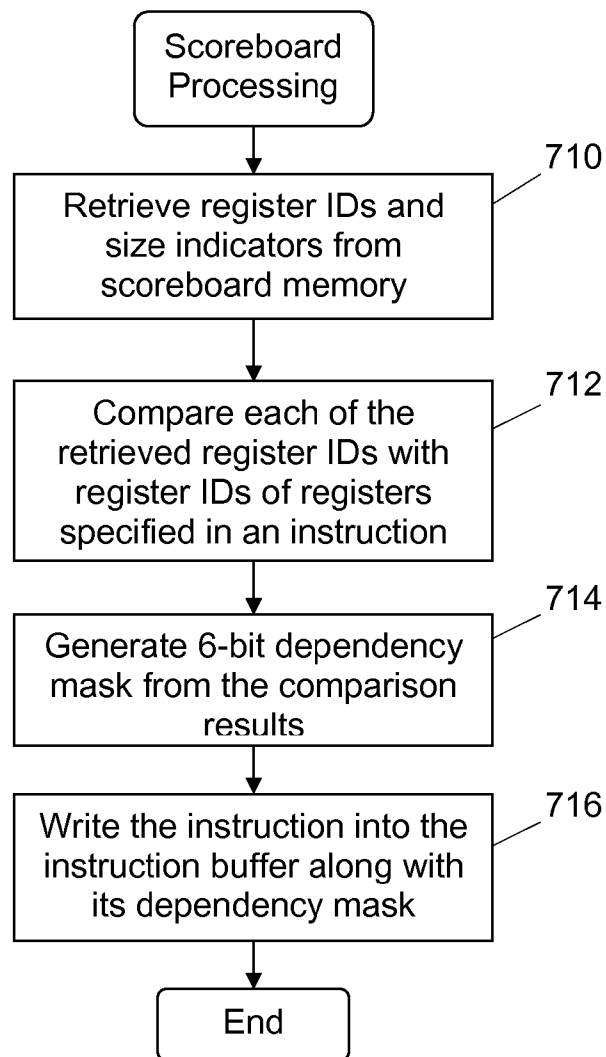 Scoreboard
Processing
710
Retrieve register IDs and
size indicators from
scoreboard memory
712
Compare each of the
retrieved register IDs with
register IDs of registers
specified in an instruction
714
Generate 6-bit dependency
mask from the comparison
results
716
Write the instruction into the
instruction buffer along with
its dependency mask
End